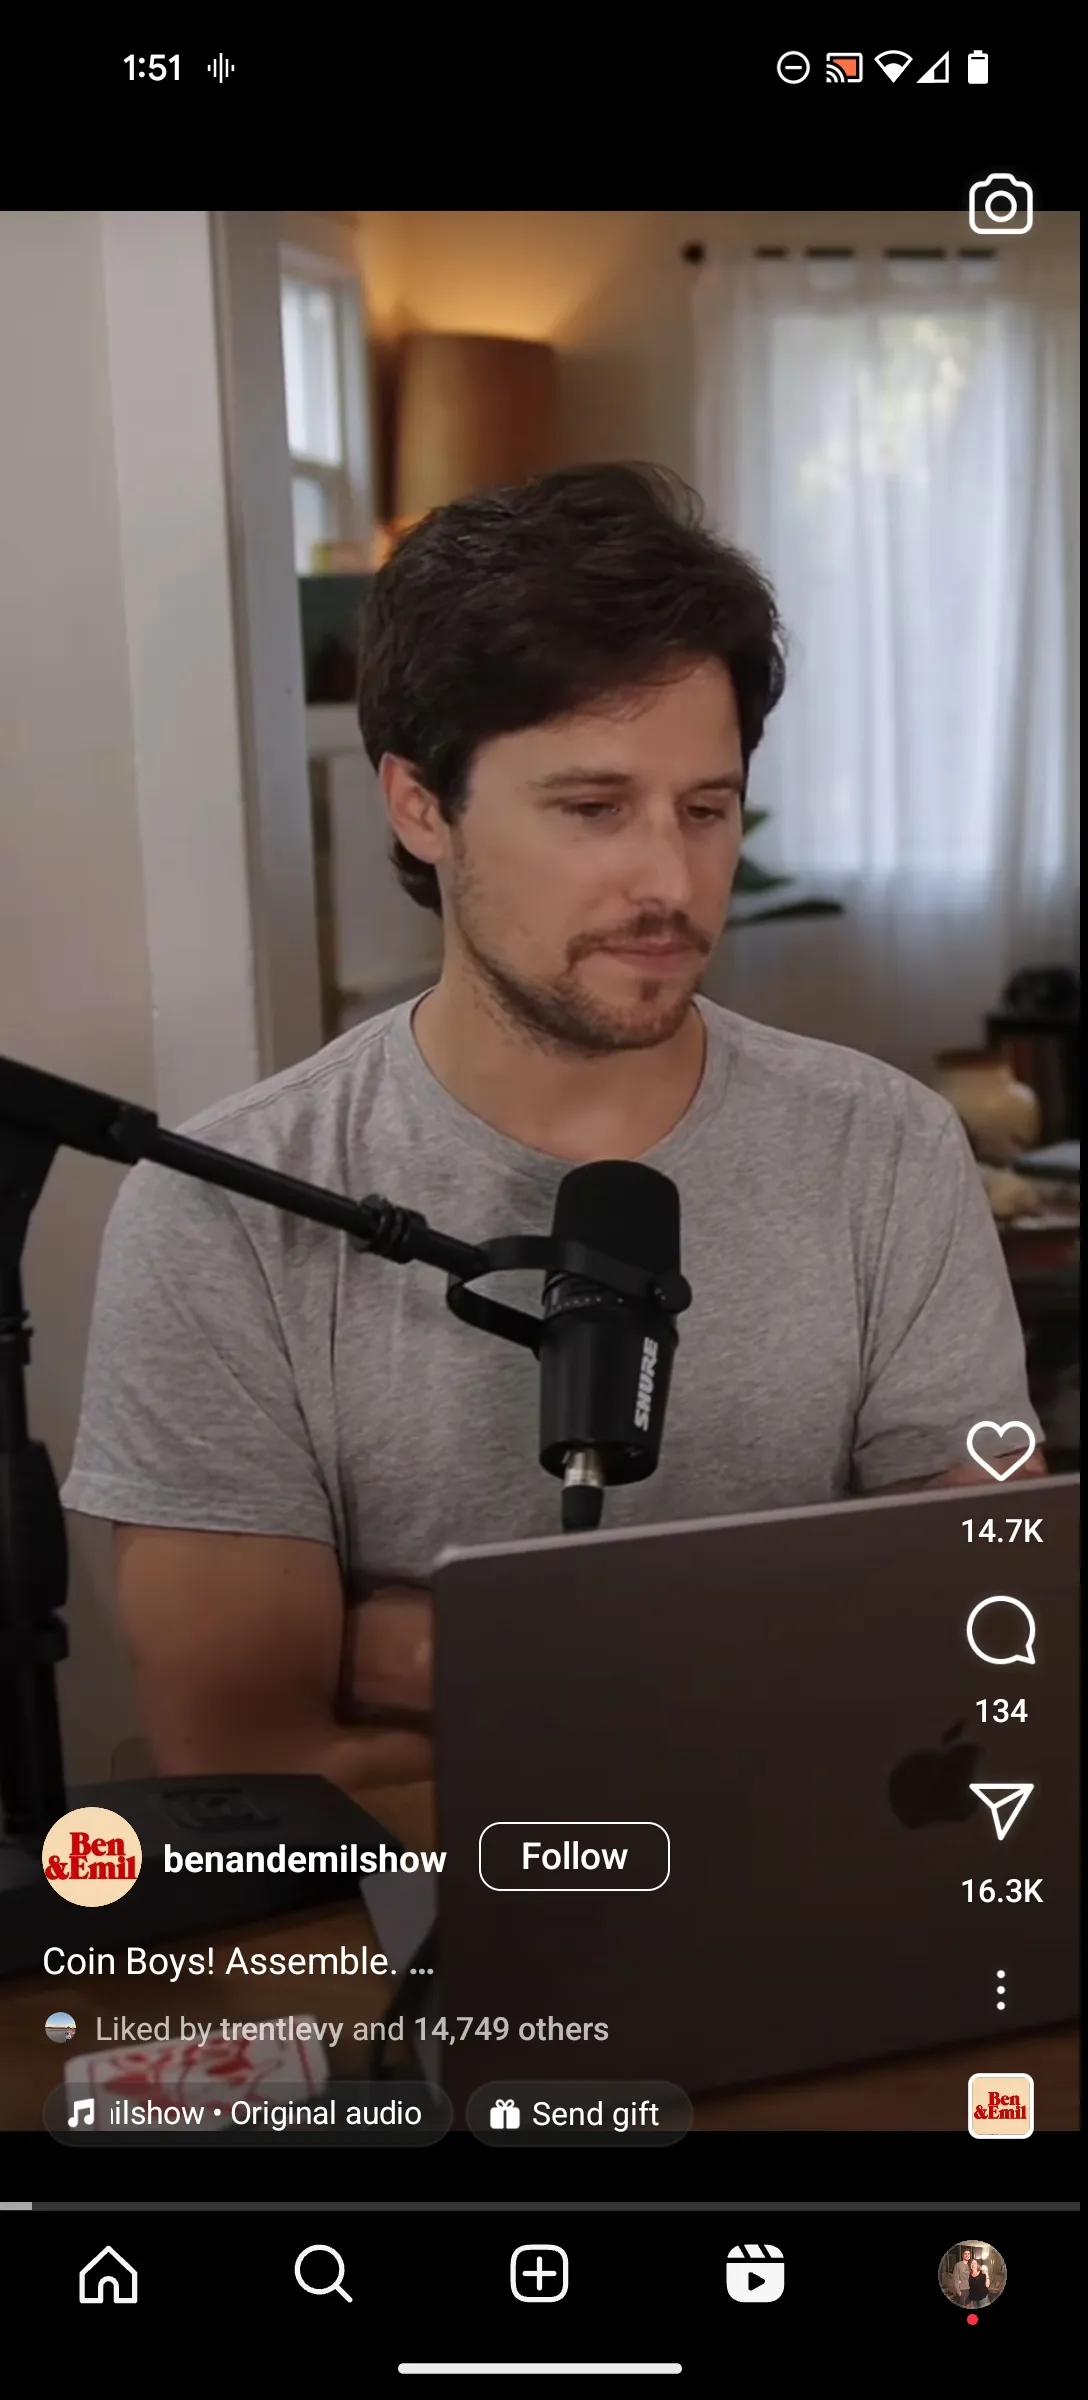 1:51
SHURE
14.7K
134
16.3K
Ben
&Emil
benandemilshow
Follow
Coin Boys! Assemble. ...
Liked by trentlevy and 14,749 others
ilshow • Original audio
Send gift
Ben
&Emil